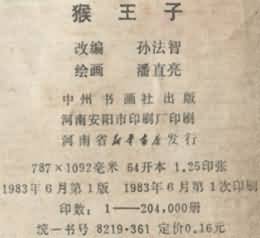 猴王子
改编 孙法智
绘画 潘直亮
中州书画社出版
河南安阳市印刷厂印刷
河南省新华书店发行
787×1092毫米 64开本 1.25印张
1983年6月第1版 1983年6月第1次印刷
印数：1——204,000册
统一书号 8219·361 定价0.16元